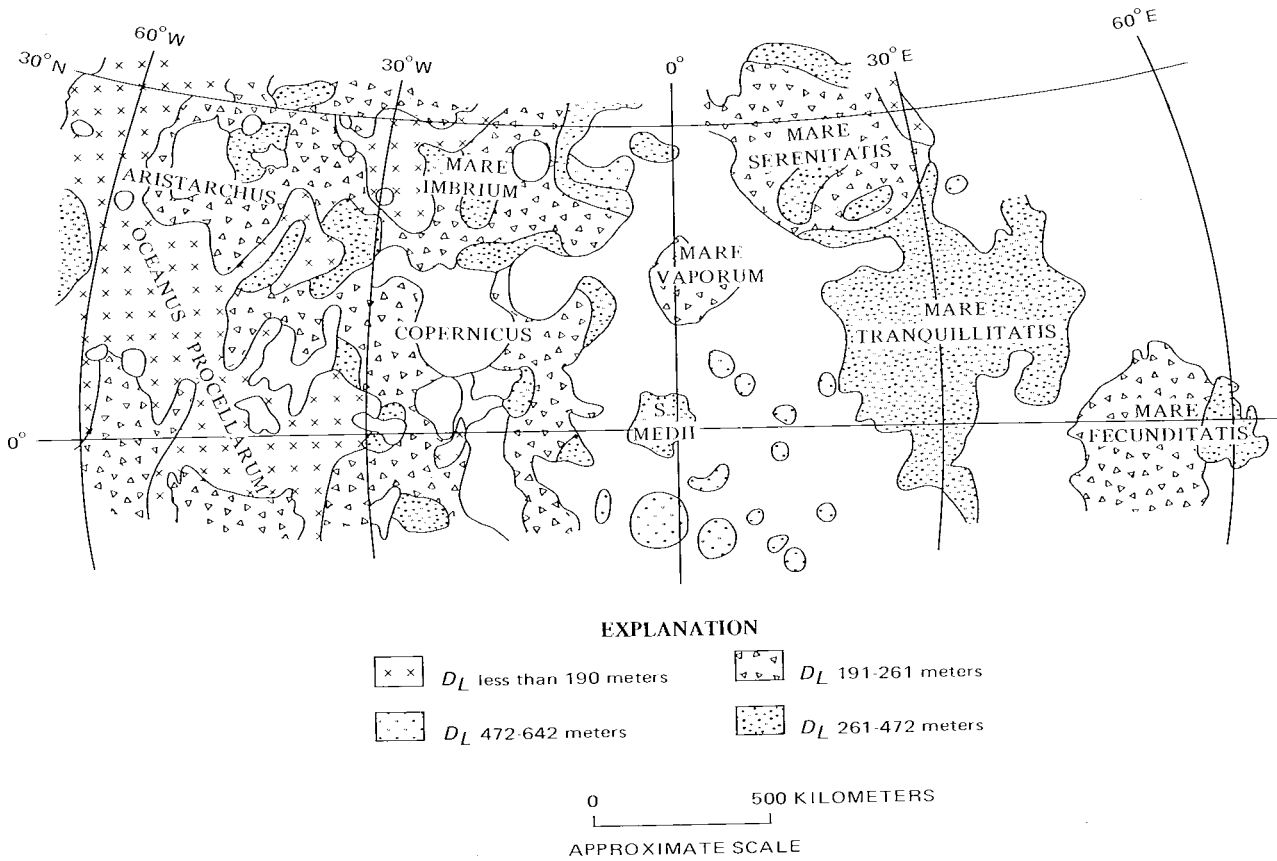 60°W
30°N
30°W
0°
30°E
60°E
ARISTARCHUS
MARE
IMBRIUM
MARE
SERENITATIS
OCEANUS
PROCELLARUM
MARE
VAPORUM
COPERNICUS
MARE
TRANQUILLITATIS
0°
S.
MEDII
MARE
FECUNDITATIS
EXPLANATION
D_L less than 190 meters
D_L 191-261 meters
D_L 472-642 meters
D_L 261-472 meters
0 500 KILOMETERS
APPROXIMATE SCALE